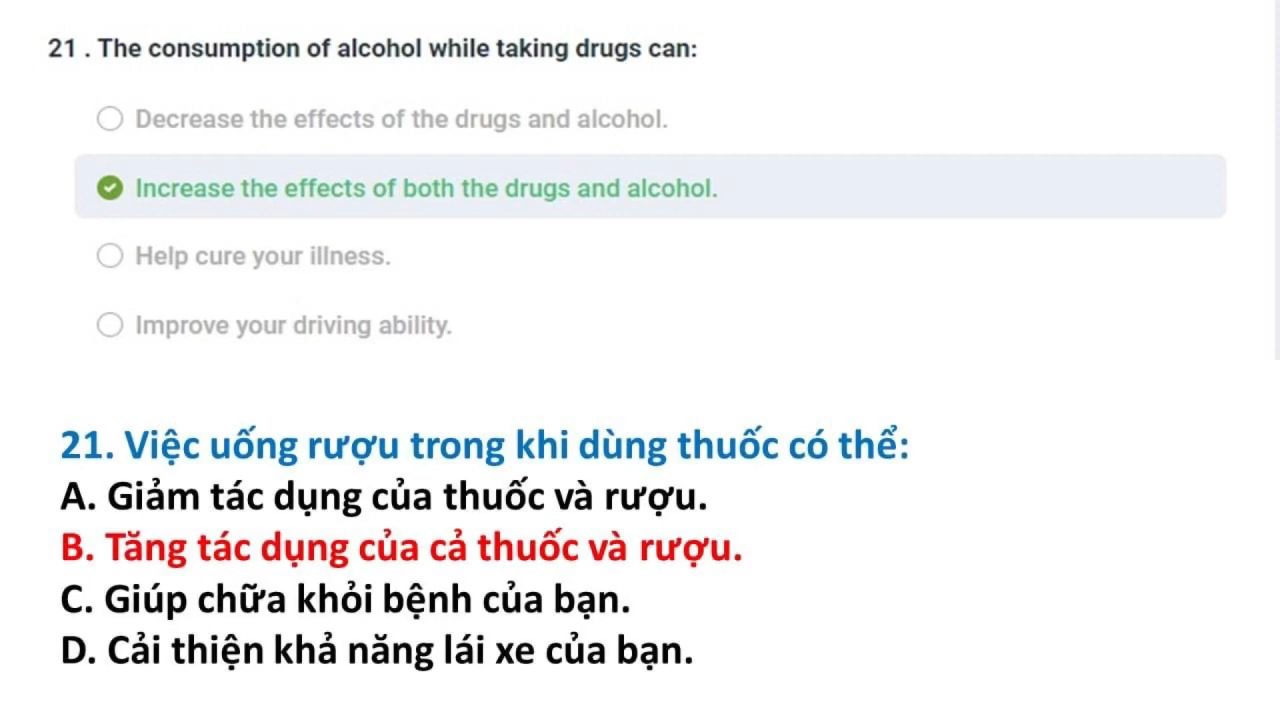 21 . The consumption of alcohol while taking drugs can:
Decrease the effects of the drugs and alcohol.
Increase the effects of both the drugs and alcohol.
Help cure your illness.
Improve your driving ability.
21. Việc uống rượu trong khi dùng thuốc có thể:
A. Giảm tác dụng của thuốc và rượu.
B. Tăng tác dụng của cả thuốc và rượu.
C. Giúp chữa khỏi bệnh của bạn.
D. Cải thiện khả năng lái xe của bạn.